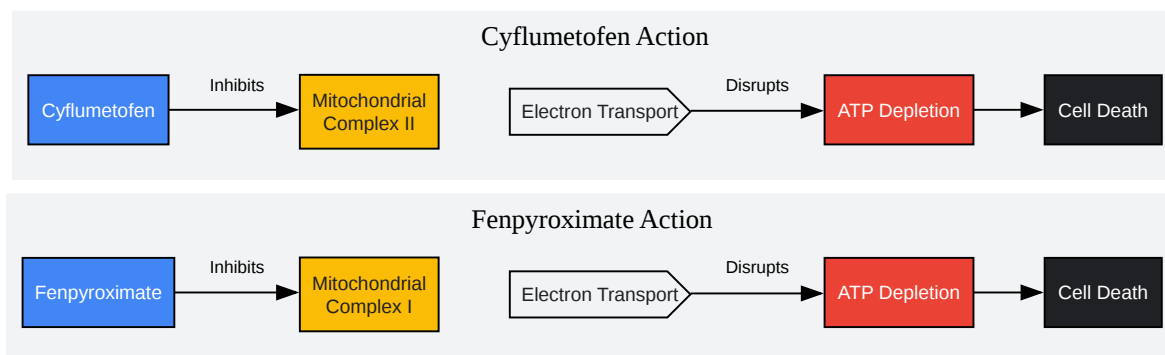 Cyflumetofen Action
Cyflumetofen
Inhibits
Mitochondrial
Complex II
Electron Transport
Disrupts
ATP Depletion
Cell Death
Fenpyroximate Action
Fenpyroximate
Inhibits
Mitochondrial
Complex I
Electron Transport
Disrupts
ATP Depletion
Cell Death